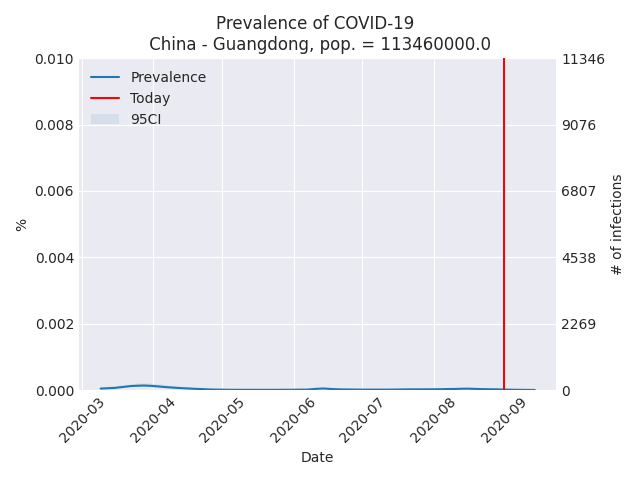 Prevalence of COVID-19
China - Guangdong, pop. = 113460000.0
Prevalence
Today
95CI
0.010
0.008
0.006
0.004
0.002
0.000
%
11346
9076
6807
4538
2269
0
# of infections
2020-03
2020-04
2020-05
2020-06
2020-07
2020-08
2020-09
Date